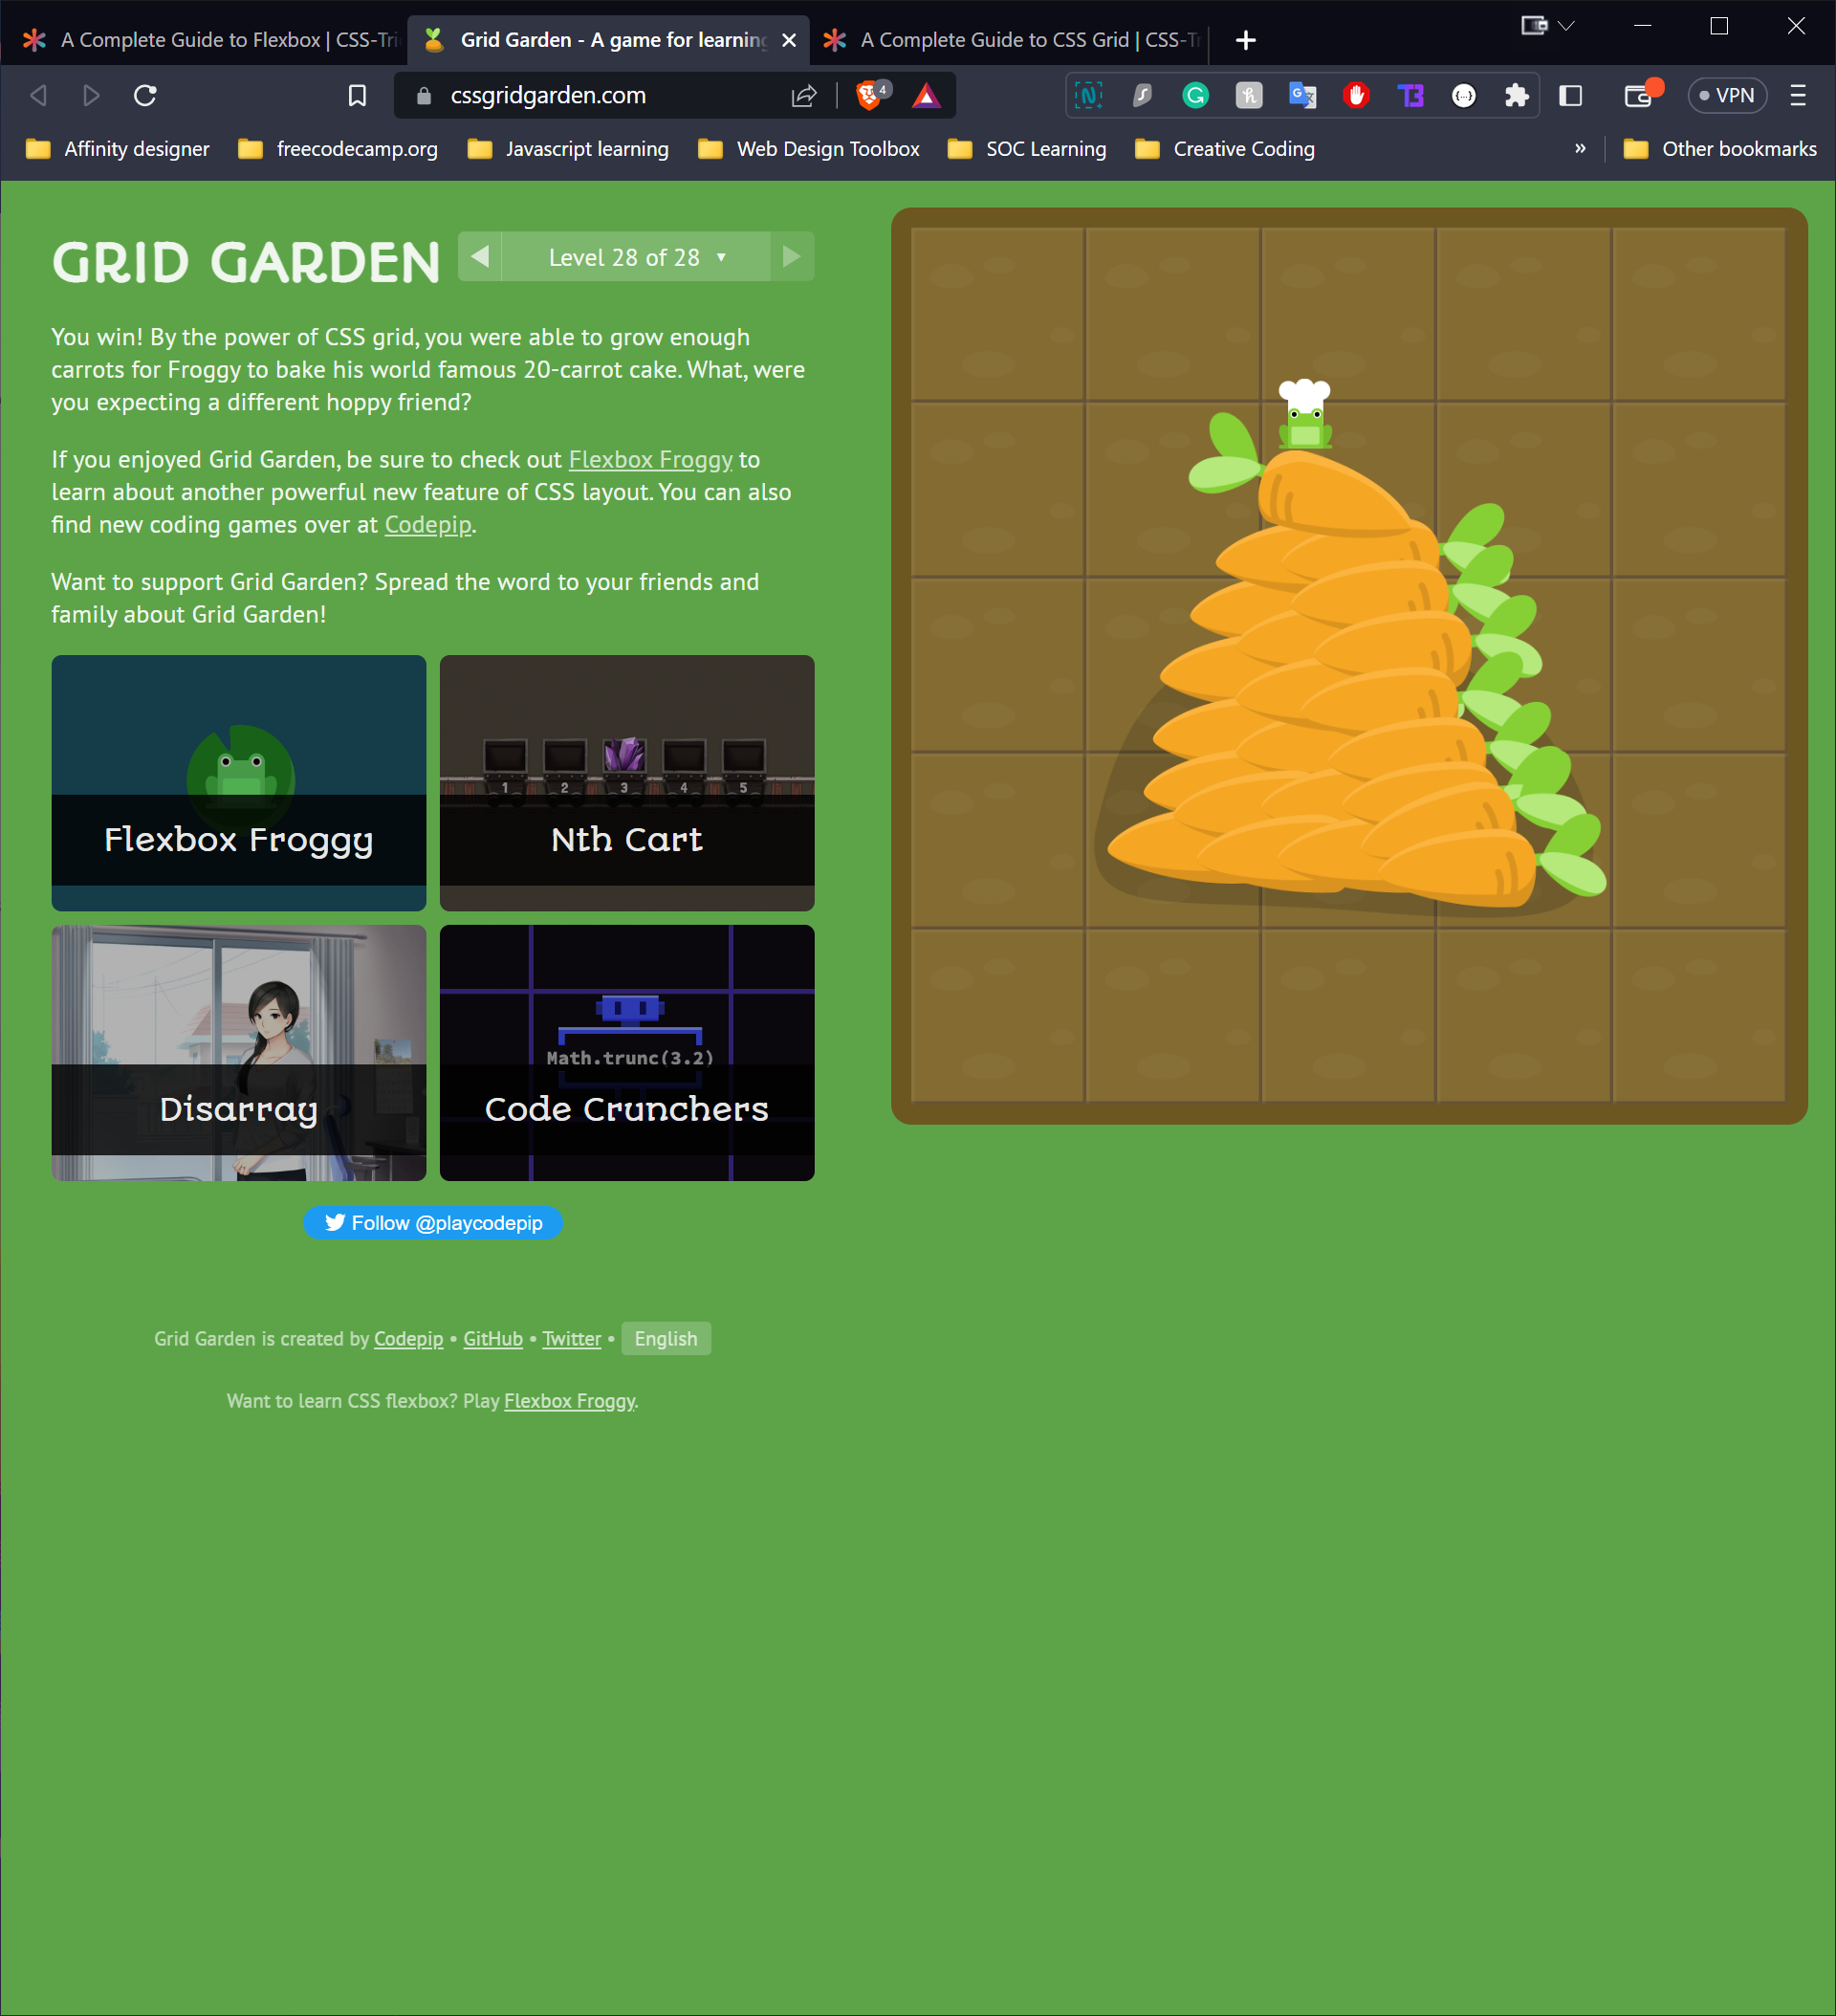 A Complete Guide to Flexbox | CSS-Tri
Grid Garden - A game for learning
A Complete Guide to CSS Grid | CSS-Tr
cssgridgarden.com
4
VPN
Affinity designer
freecodecamp.org
Javascript learning
Web Design Toolbox
SOC Learning
Creative Coding
»
Other bookmarks
GRID GARDEN
Level 28 of 28
You win! By the power of CSS grid, you were able to grow enough
carrots for Froggy to bake his world famous 20-carrot cake. What, were
you expecting a different hoppy friend?
If you enjoyed Grid Garden, be sure to check out Flexbox Froggy to
learn about another powerful new feature of CSS layout. You can also
find new coding games over at Codepip.
Want to support Grid Garden? Spread the word to your friends and
family about Grid Garden!
1 2 3 4 5
Flexbox Froggy
Nth Cart
Math.trunc(3.2)
Disarray
Code Crunchers
Follow @playcodepip
Grid Garden is created by Codepip • GitHub • Twitter • English
Want to learn CSS flexbox? Play Flexbox Froggy.